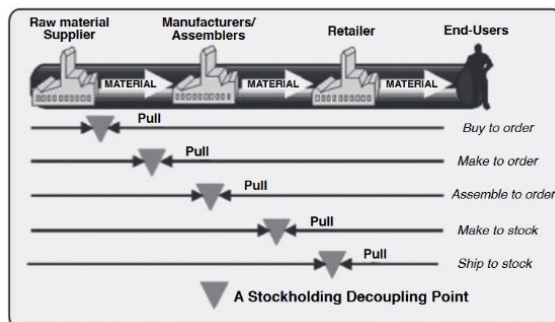 Raw material
Supplier
Manufacturers/
Assemblers
Retailer
End-Users
MATERIAL
MATERIAL
MATERIAL
Pull
Buy to order
Pull
Make to order
Pull
Assemble to order
Pull
Make to stock
Pull
Ship to stock
A Stockholding Decoupling Point